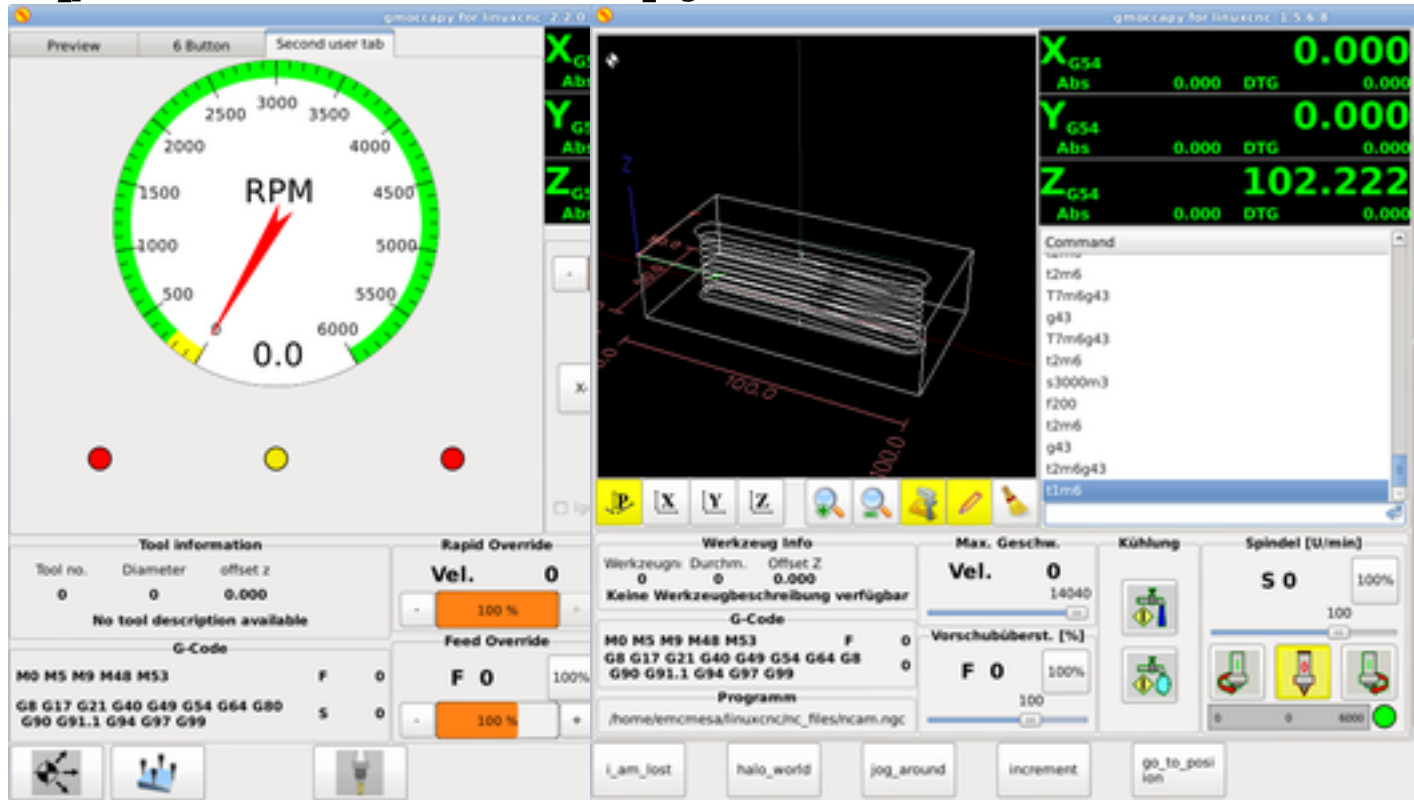 gmoccapy for linuxcnc 2.2.0
Preview
6 Button
Second user tab
3000
2500
3500
2000
4000
1500
RPM
4500
1000
5000
500
5500
0
6000
0.0
X
Abs
Y
Abs
Z
Abs
-
X-
Tool information
Tool no.
Diameter
offset z
0
0
0.000
No tool description available
G-Code
M0 M5 M9 M48 M53
F
0
G8 G17 G21 G40 G49 G54 G64 G80
G90 G91.1 G94 G97 G99
S
0
Rapid Override
Vel.
0
-
100 %
+
Feed Override
F 0
100%
-
100 %
+
gmoccapy for linuxcnc 1.5.6.8
Z
100.0
X G54 0.000
Abs 0.000 DTG 0.000
Y G54 0.000
Abs 0.000 DTG 0.000
Z G54 102.222
Abs 0.000 DTG 0.000
Command
t2m6
T7m6g43
g43
T7m6g43
t2m6
s3000m3
f200
t2m6
g43
t2m6g43
t1m6
P
X
Y
Z
Werkzeug Info
Durchm.
Offset Z
0
0
0.000
Keine Werkzeugbeschreibung verfügbar
G-Code
M0 M5 M9 M48 M53
F
0
G8 G17 G21 G40 G49 G54 G64 G8
0
G90 G91.1 G94 G97 G99
Programm
/home/emcmesa/linuxcnc/nc_files/ncam.ngc
Max. Geschw.
Vel.
0
14040
Vorschubüberst. [%]
F 0
100%
100
Kühlung
Spindel [U/min]
S 0
100%
100
0
0
6000
i_am_lost
halo_world
jog_around
increment
go_to_posi
ion